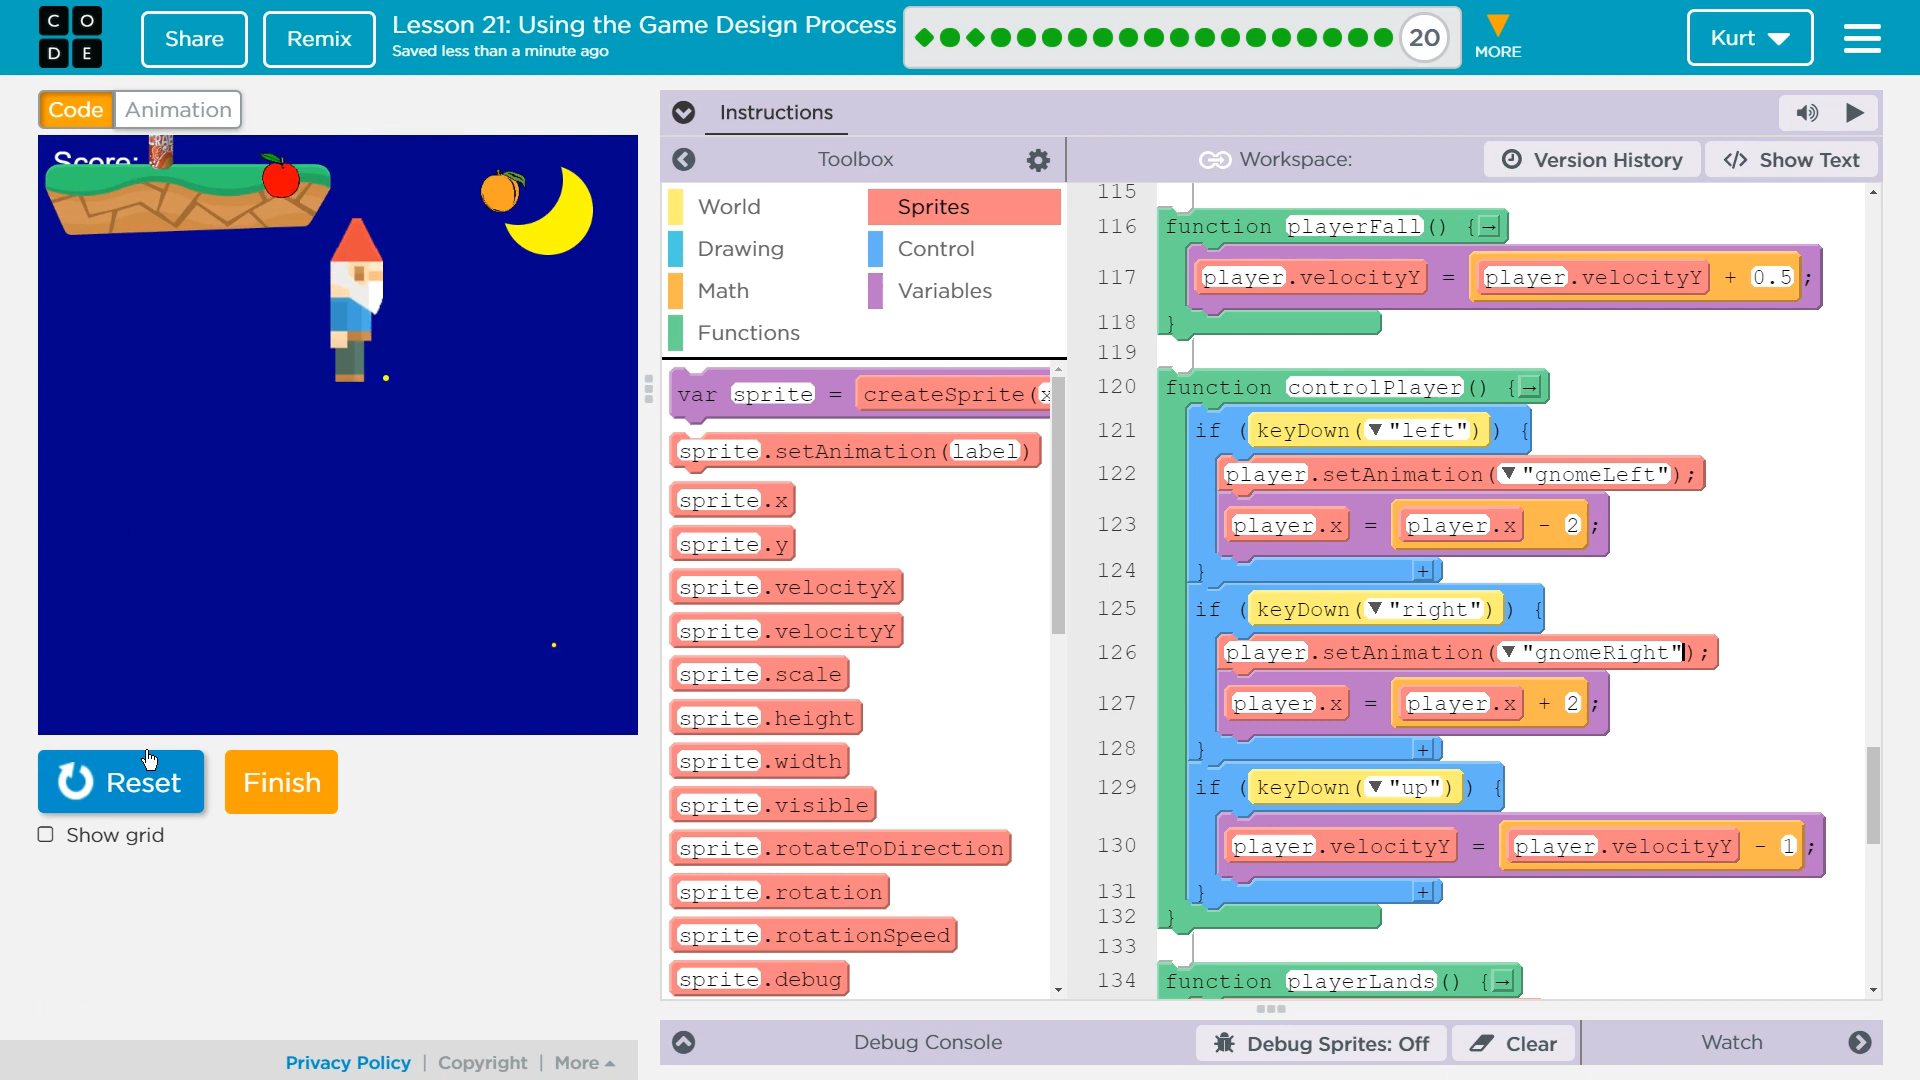 CODE
Share
Remix
Lesson 21: Using the Game Design Process
Saved less than a minute ago
20
MORE
Kurt
Code
Animation
Instructions
Score:
Toolbox
Workspace:
Version History
</> Show Text
World
Sprites
Drawing
Control
Math
Variables
Functions
var sprite = createSprite(x
sprite.setAnimation(label)
sprite.x
sprite.y
sprite.velocityX
sprite.velocityY
sprite.scale
sprite.height
sprite.width
sprite.visible
sprite.rotateToDirection
sprite.rotation
sprite.rotationSpeed
sprite.debug
115
116 function playerFall() {
117 player.velocityY = player.velocityY + 0.5;
118 }
119
120 function controlPlayer() {
121 if (keyDown(▼"left")) {
122 player.setAnimation(▼"gnomeLeft");
123 player.x = player.x - 2;
124 } +
125 if (keyDown(▼"right")) {
126 player.setAnimation(▼"gnomeRight");
127 player.x = player.x + 2;
128 } +
129 if (keyDown(▼"up")) {
130 player.velocityY = player.velocityY - 1;
131 } +
132 }
133
134 function playerLands() {
Reset
Finish
Show grid
Debug Console
Debug Sprites: Off
Clear
Watch
Privacy Policy | Copyright | More